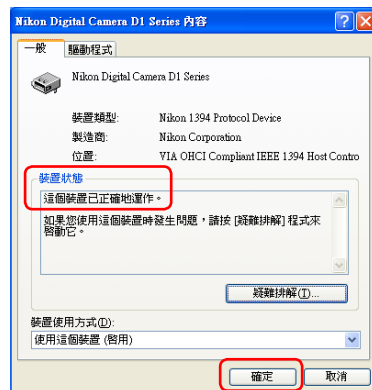 Nikon Digital Camera D1 Series 內容
一般
驅動程式
Nikon Digital Camera D1 Series
裝置類型: Nikon 1394 Protocol Device
製造商: Nikon Corporation
位置: VIA OHCI Compliant IEEE 1394 Host Contro
裝置狀態
這個裝置已正確地運作。
如果您使用這個裝置時發生問題，請按 [疑難排解] 程式來
啟動它。
疑難排解(I)...
裝置使用方式(D):
使用這個裝置 (啟用)
確定
取消